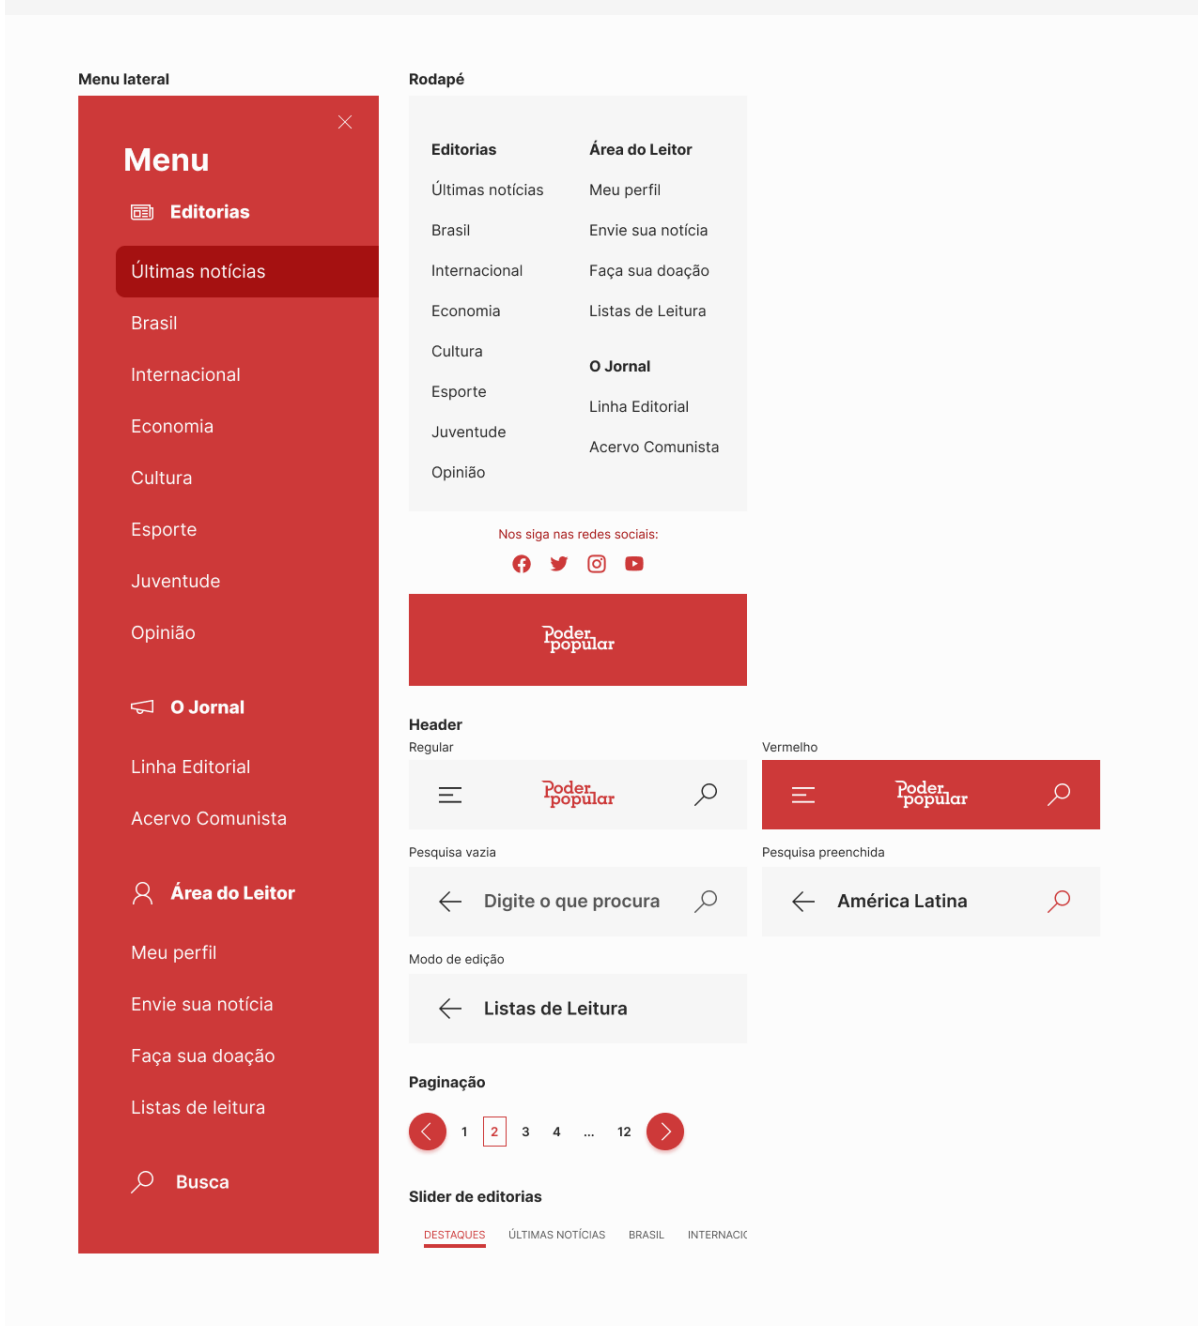 Menu lateral
Menu
Editorias
Últimas notícias
Brasil
Internacional
Economia
Cultura
Esporte
Juventude
Opinião
O Jornal
Linha Editorial
Acervo Comunista
Área do Leitor
Meu perfil
Envie sua notícia
Faça sua doação
Listas de leitura
Busca
Rodapé
Editorias
Últimas notícias
Brasil
Internacional
Economia
Cultura
Esporte
Juventude
Opinião
Área do Leitor
Meu perfil
Envie sua notícia
Faça sua doação
Listas de Leitura
O Jornal
Linha Editorial
Acervo Comunista
Nos siga nas redes sociais:
Poder
popular
Header
Regular
Poder
popular
Vermelho
Poder
popular
Pesquisa vazia
Digite o que procura
Pesquisa preenchida
América Latina
Modo de edição
Listas de Leitura
Paginação
1 2 3 4 ... 12
Slider de editorias
DESTAQUES ÚLTIMAS NOTÍCIAS BRASIL INTERNACI